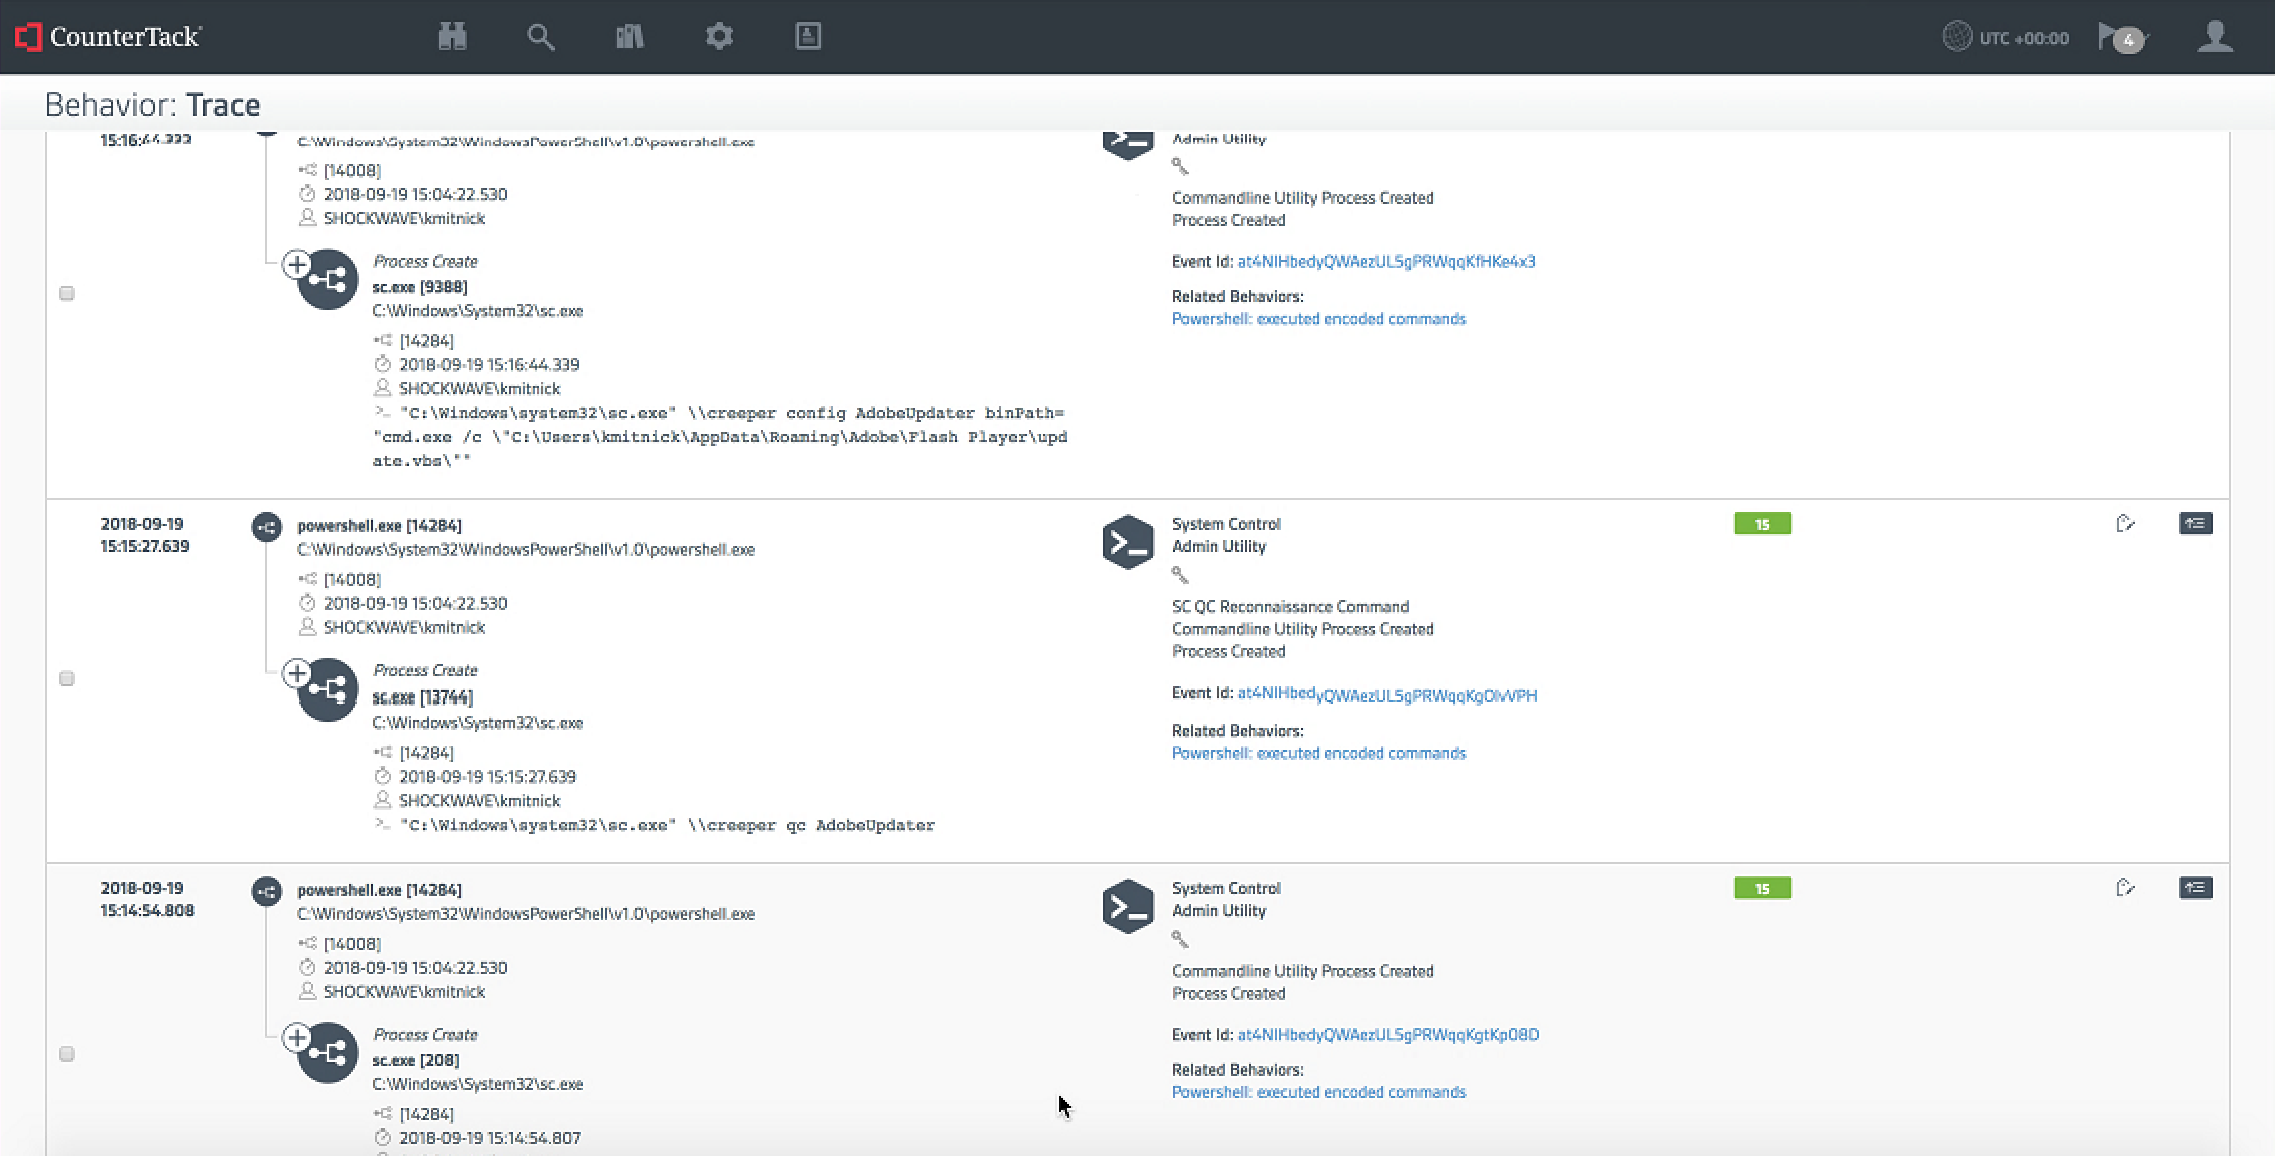 CounterTack
UTC +00:00
4
Behavior: Trace
C:\Windows\System32\WindowsPowerShell\v1.0\powershell.exe
[14008]
2018-09-19 15:04:22.530
SHOCKWAVE\kmitnick
Process Create
sc.exe [9388]
C:\Windows\System32\sc.exe
[14284]
2018-09-19 15:16:44.339
SHOCKWAVE\kmitnick
>_ "C:\Windows\system32\sc.exe" \\creeper config AdobeUpdater binPath=
"cmd.exe /c \"C:\Users\kmitnick\AppData\Roaming\Adobe\Flash Player\upd
ate.vbs\""
Admin Utility
Commandline Utility Process Created
Process Created
Event Id: at4NIHbedyQWAezUL5gPRWqqKfHKe4x3
Related Behaviors:
Powershell: executed encoded commands
2018-09-19
15:15:27.639
powershell.exe [14284]
C:\Windows\System32\WindowsPowerShell\v1.0\powershell.exe
[14008]
2018-09-19 15:04:22.530
SHOCKWAVE\kmitnick
Process Create
sc.exe [13744]
C:\Windows\System32\sc.exe
[14284]
2018-09-19 15:15:27.639
SHOCKWAVE\kmitnick
>_ "C:\Windows\system32\sc.exe" \\creeper qc AdobeUpdater
System Control
Admin Utility
SC QC Reconnaissance Command
Commandline Utility Process Created
Process Created
Event Id: at4NIHbedyQWAezUL5gPRWqqKgOIvVPH
Related Behaviors:
Powershell: executed encoded commands
15
2018-09-19
15:14:54.808
powershell.exe [14284]
C:\Windows\System32\WindowsPowerShell\v1.0\powershell.exe
[14008]
2018-09-19 15:04:22.530
SHOCKWAVE\kmitnick
Process Create
sc.exe [208]
C:\Windows\System32\sc.exe
[14284]
2018-09-19 15:14:54.807
System Control
Admin Utility
Commandline Utility Process Created
Process Created
Event Id: at4NIHbedyQWAezUL5gPRWqqKgtKp08D
Related Behaviors:
Powershell: executed encoded commands
15